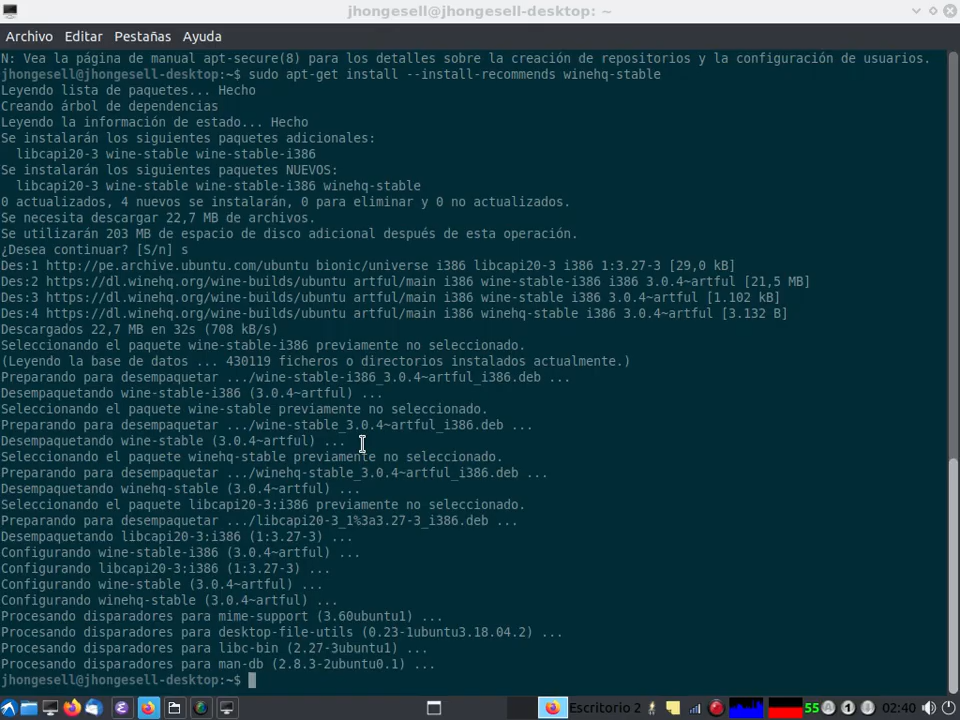 jhongesell@jhongesell-desktop: ~
Archivo Editar Pestañas Ayuda
N: Vea la página de manual apt-secure(8) para los detalles sobre la creación de repositorios y la configuración de usuarios.
jhongesell@jhongesell-desktop:~$ sudo apt-get install --install-recommends winehq-stable
Leyendo lista de paquetes... Hecho
Creando árbol de dependencias
Leyendo la información de estado... Hecho
Se instalarán los siguientes paquetes adicionales:
  libcapi20-3 wine-stable wine-stable-i386
Se instalarán los siguientes paquetes NUEVOS:
  libcapi20-3 wine-stable wine-stable-i386 winehq-stable
0 actualizados, 4 nuevos se instalarán, 0 para eliminar y 0 no actualizados.
Se necesita descargar 22,7 MB de archivos.
Se utilizarán 203 MB de espacio de disco adicional después de esta operación.
¿Desea continuar? [S/n] s
Des:1 http://pe.archive.ubuntu.com/ubuntu bionic/universe i386 libcapi20-3 i386 1:3.27-3 [29,0 kB]
Des:2 https://dl.winehq.org/wine-builds/ubuntu artful/main i386 wine-stable-i386 i386 3.0.4~artful [21,5 MB]
Des:3 https://dl.winehq.org/wine-builds/ubuntu artful/main i386 wine-stable i386 3.0.4~artful [1.102 kB]
Des:4 https://dl.winehq.org/wine-builds/ubuntu artful/main i386 winehq-stable i386 3.0.4~artful [3.132 B]
Descargados 22,7 MB en 32s (708 kB/s)
Seleccionando el paquete wine-stable-i386 previamente no seleccionado.
(Leyendo la base de datos ... 430119 ficheros o directorios instalados actualmente.)
Preparando para desempaquetar .../wine-stable-i386_3.0.4~artful_i386.deb ...
Desempaquetando wine-stable-i386 (3.0.4~artful) ...
Seleccionando el paquete wine-stable previamente no seleccionado.
Preparando para desempaquetar .../wine-stable_3.0.4~artful_i386.deb ...
Desempaquetando wine-stable (3.0.4~artful) ...
Seleccionando el paquete winehq-stable previamente no seleccionado.
Preparando para desempaquetar .../winehq-stable_3.0.4~artful_i386.deb ...
Desempaquetando winehq-stable (3.0.4~artful) ...
Seleccionando el paquete libcapi20-3:i386 previamente no seleccionado.
Preparando para desempaquetar .../libcapi20-3_1%3a3.27-3_i386.deb ...
Desempaquetando libcapi20-3:i386 (1:3.27-3) ...
Configurando wine-stable-i386 (3.0.4~artful) ...
Configurando libcapi20-3:i386 (1:3.27-3) ...
Configurando wine-stable (3.0.4~artful) ...
Configurando winehq-stable (3.0.4~artful) ...
Procesando disparadores para mime-support (3.60ubuntu1) ...
Procesando disparadores para desktop-file-utils (0.23-1ubuntu3.18.04.2) ...
Procesando disparadores para libc-bin (2.27-3ubuntu1) ...
Procesando disparadores para man-db (2.8.3-2ubuntu0.1) ...
jhongesell@jhongesell-desktop:~$
Escritorio 2 55 A 1 02:40